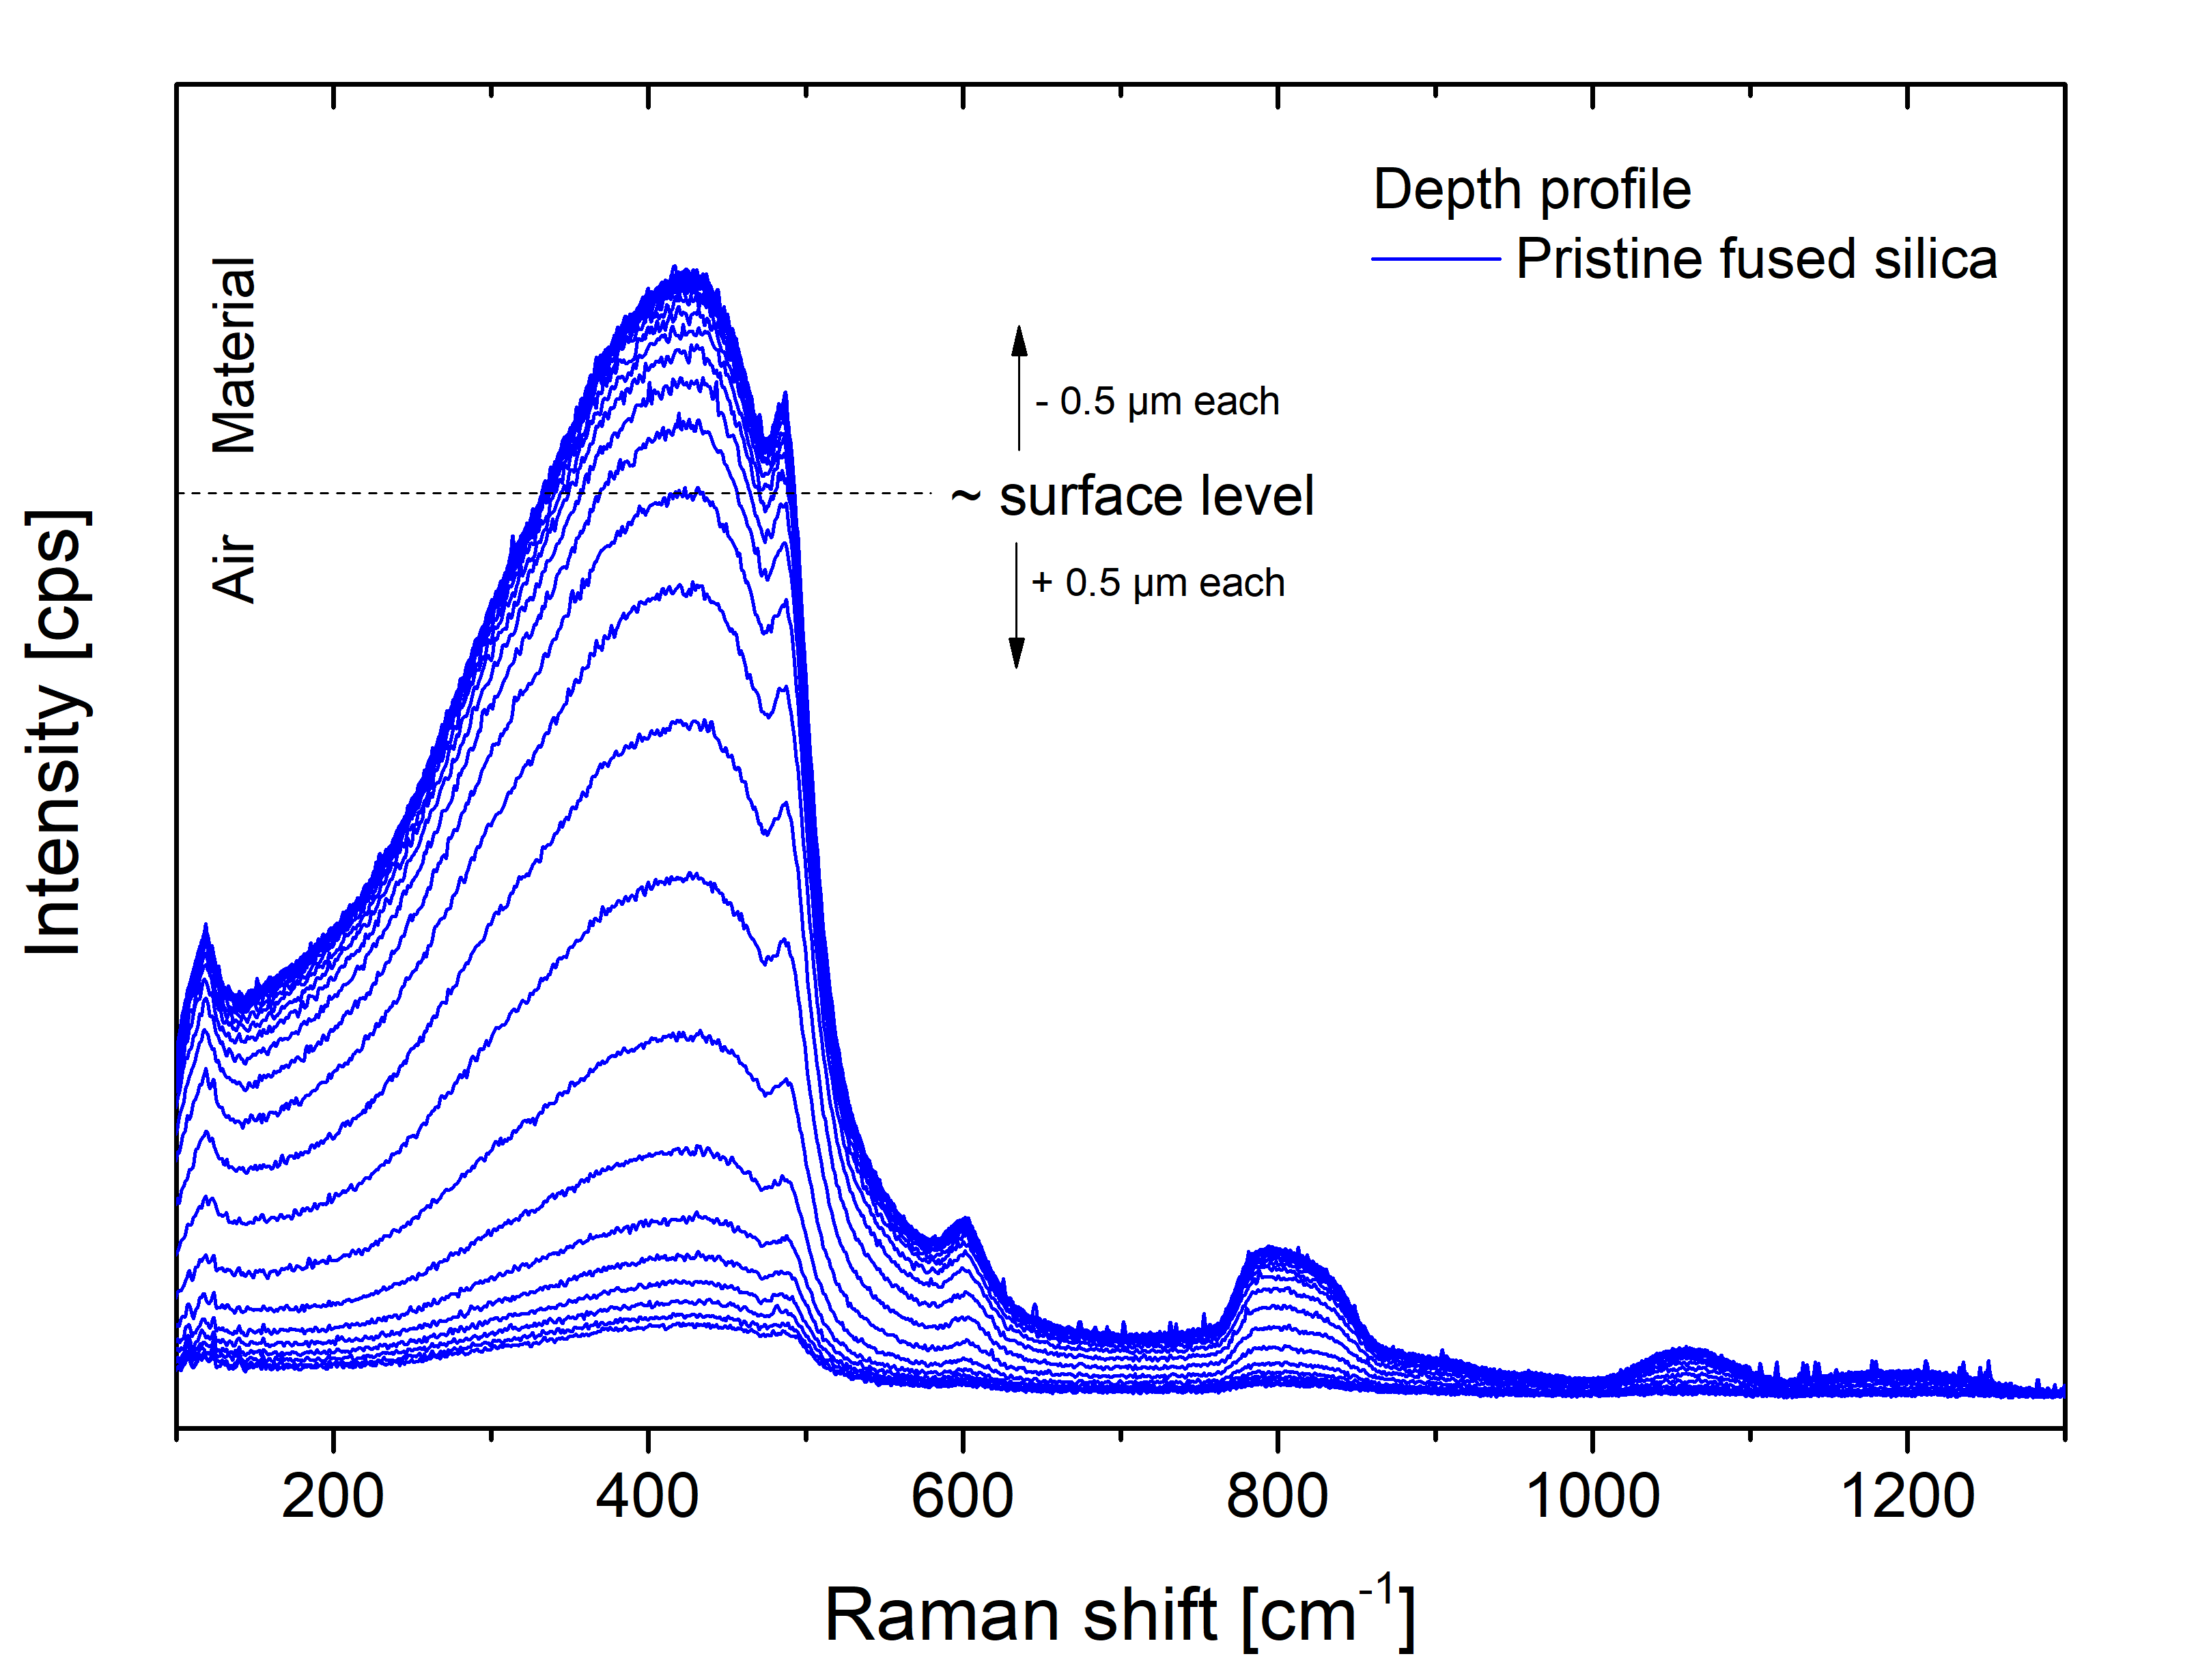 Depth profile
Pristine fused silica
Material
- 0.5 µm each
~ surface level
Air
+ 0.5 µm each
Intensity [cps]
200 400 600 800 1000 1200
Raman shift [cm⁻¹]